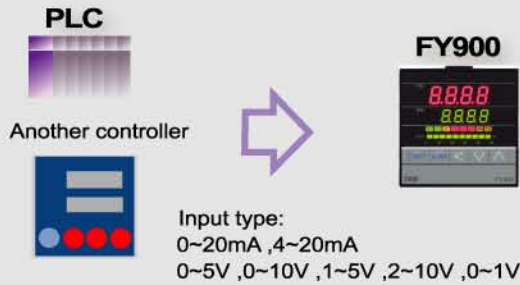 PLC
FY900
8.8.8.8
8.8.8.8
Another controller
Input type:
0~20mA ,4~20mA
0~5V ,0~10V ,1~5V ,2~10V ,0~1V